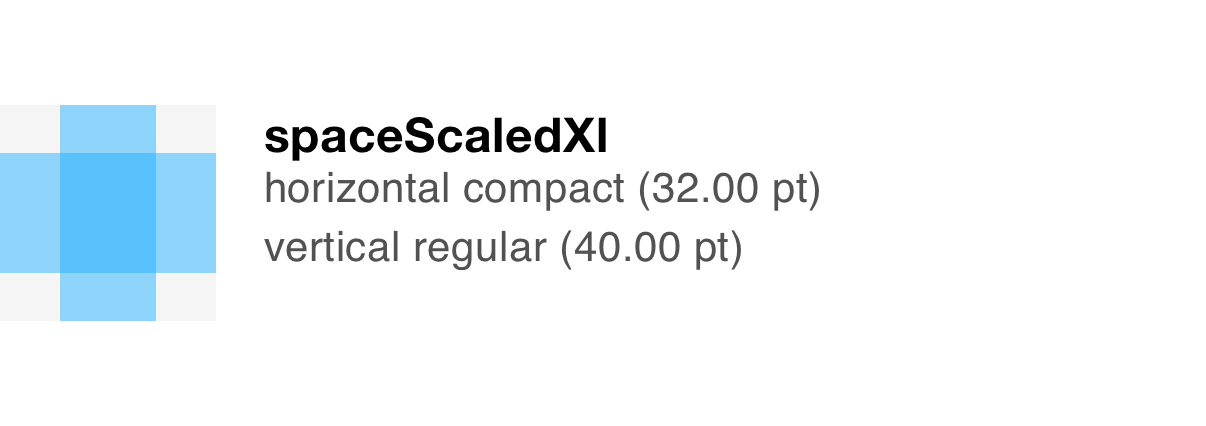 spaceScaledXl
horizontal compact (32.00 pt)
vertical regular (40.00 pt)